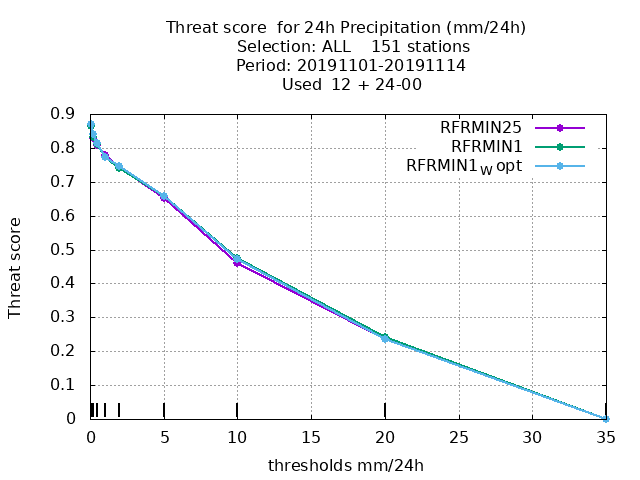 Threat score  for 24h Precipitation (mm/24h)
Selection: ALL    151 stations
Period: 20191101-20191114
Used  12 + 24-00
RFRMIN25
RFRMIN1
RFRMIN1W opt
Threat score
0.9
0.8
0.7
0.6
0.5
0.4
0.3
0.2
0.1
0
0 5 10 15 20 25 30 35
thresholds mm/24h